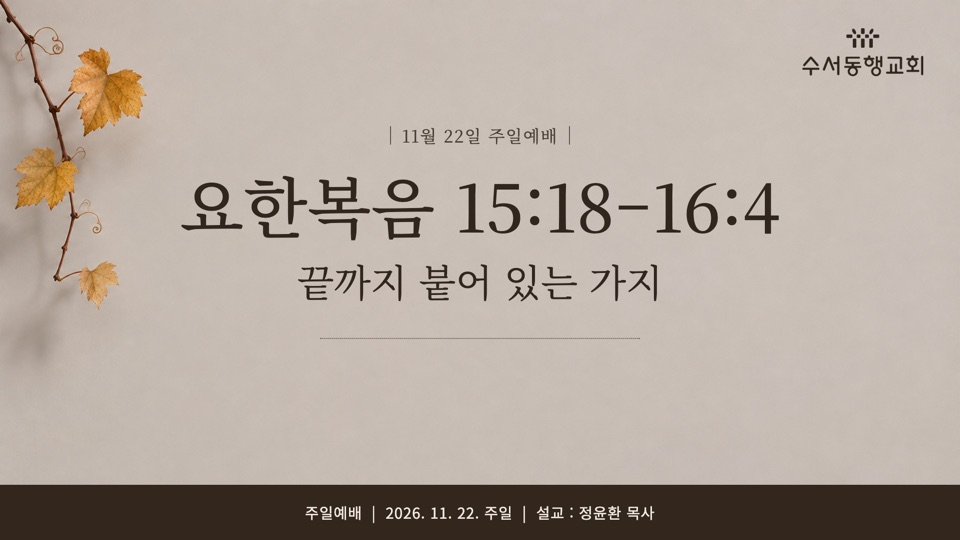 수서동행교회
| 11월 22일 주일예배 |
요한복음 15:18-16:4
끝까지 붙어 있는 가지
주일예배 | 2026. 11. 22. 주일 | 설교 : 정윤환 목사